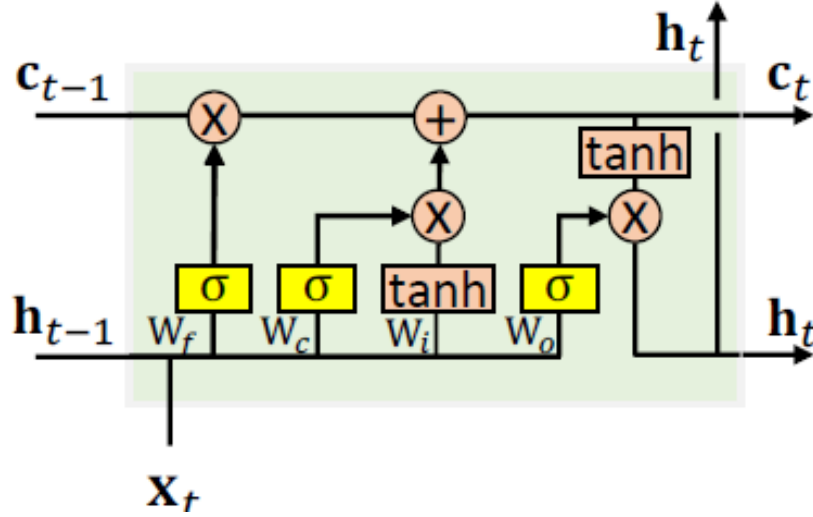 h_t
c_{t-1} c_t
x +
tanh
x x
σ σ tanh σ
h_{t-1} W_f W_c W_i W_o h_t
x_t